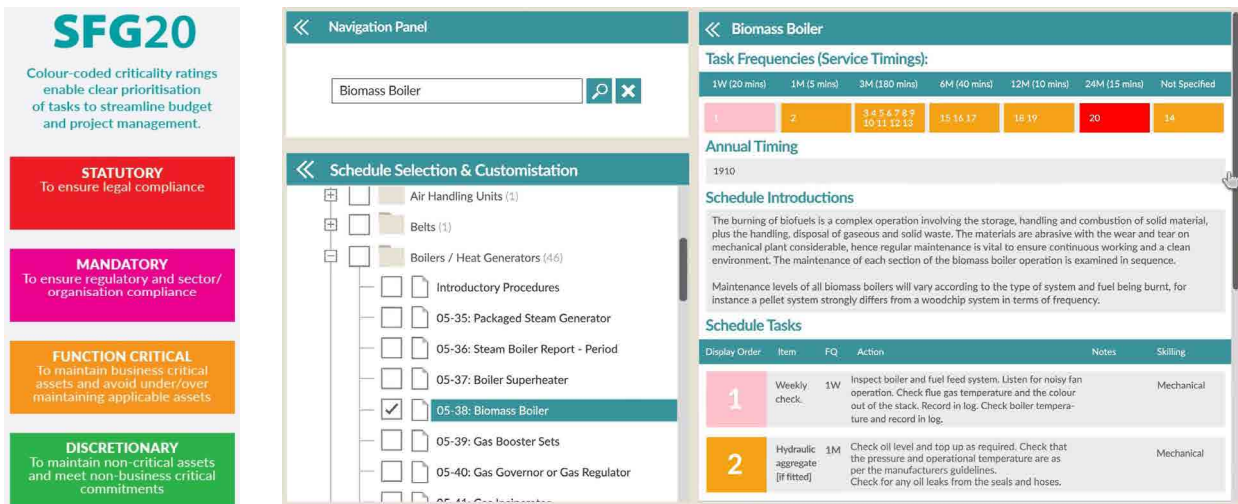 SFG20
Colour-coded criticality ratings
enable clear prioritisation
of tasks to streamline budget
and project management.
STATUTORY
To ensure legal compliance
MANDATORY
To ensure regulatory and sector/
organisation compliance
FUNCTION CRITICAL
To maintain business critical
assets and avoid under/over
maintaining applicable assets
DISCRETIONARY
To maintain non-critical assets
and meet non-business critical
commitments
Navigation Panel
Biomass Boiler
Schedule Selection & Customistation
Air Handling Units (1)
Belts (1)
Boilers / Heat Generators (46)
Introductory Procedures
05-35: Packaged Steam Generator
05-36: Steam Boiler Report - Period
05-37: Boiler Superheater
05-38: Biomass Boiler
05-39: Gas Booster Sets
05-40: Gas Governor or Gas Regulator
Biomass Boiler
Task Frequencies (Service Timings):
1W (20 mins) 1M (5 mins) 3M (180 mins) 6M (40 mins) 12M (10 mins) 24M (15 mins) Not Specified
1 2 3 4 5 6 7 8 9 15 16 17 18 19 20 14
10 11 12 13
Annual Timing
1910
Schedule Introductions
The burning of biofuels is a complex operation involving the storage, handling and combustion of solid material,
plus the handling, disposal of gaseous and solid waste. The materials are abrasive with the wear and tear on
mechanical plant considerable, hence regular maintenance is vital to ensure continuous working and a clean
environment. The maintenance of each section of the biomass boiler operation is examined in sequence.
Maintenance levels of all biomass boilers will vary according to the type of system and fuel being burnt, for
instance a pellet system strongly differs from a woodchip system in terms of frequency.
Schedule Tasks
Display Order Item FQ Action Notes Skilling
1 Weekly check. 1W Inspect boiler and fuel feed system. Listen for noisy fan
operation. Check flue gas temperature and the colour
out of the stack. Record in log. Check boiler tempera-
ture and record in log.
Mechanical
2 Hydraulic aggregate [if fitted] 1M Check oil level and top up as required. Check that
the pressure and operational temperature are as
per the manufacturers guidelines.
Check for any oil leaks from the seals and hoses.
Mechanical